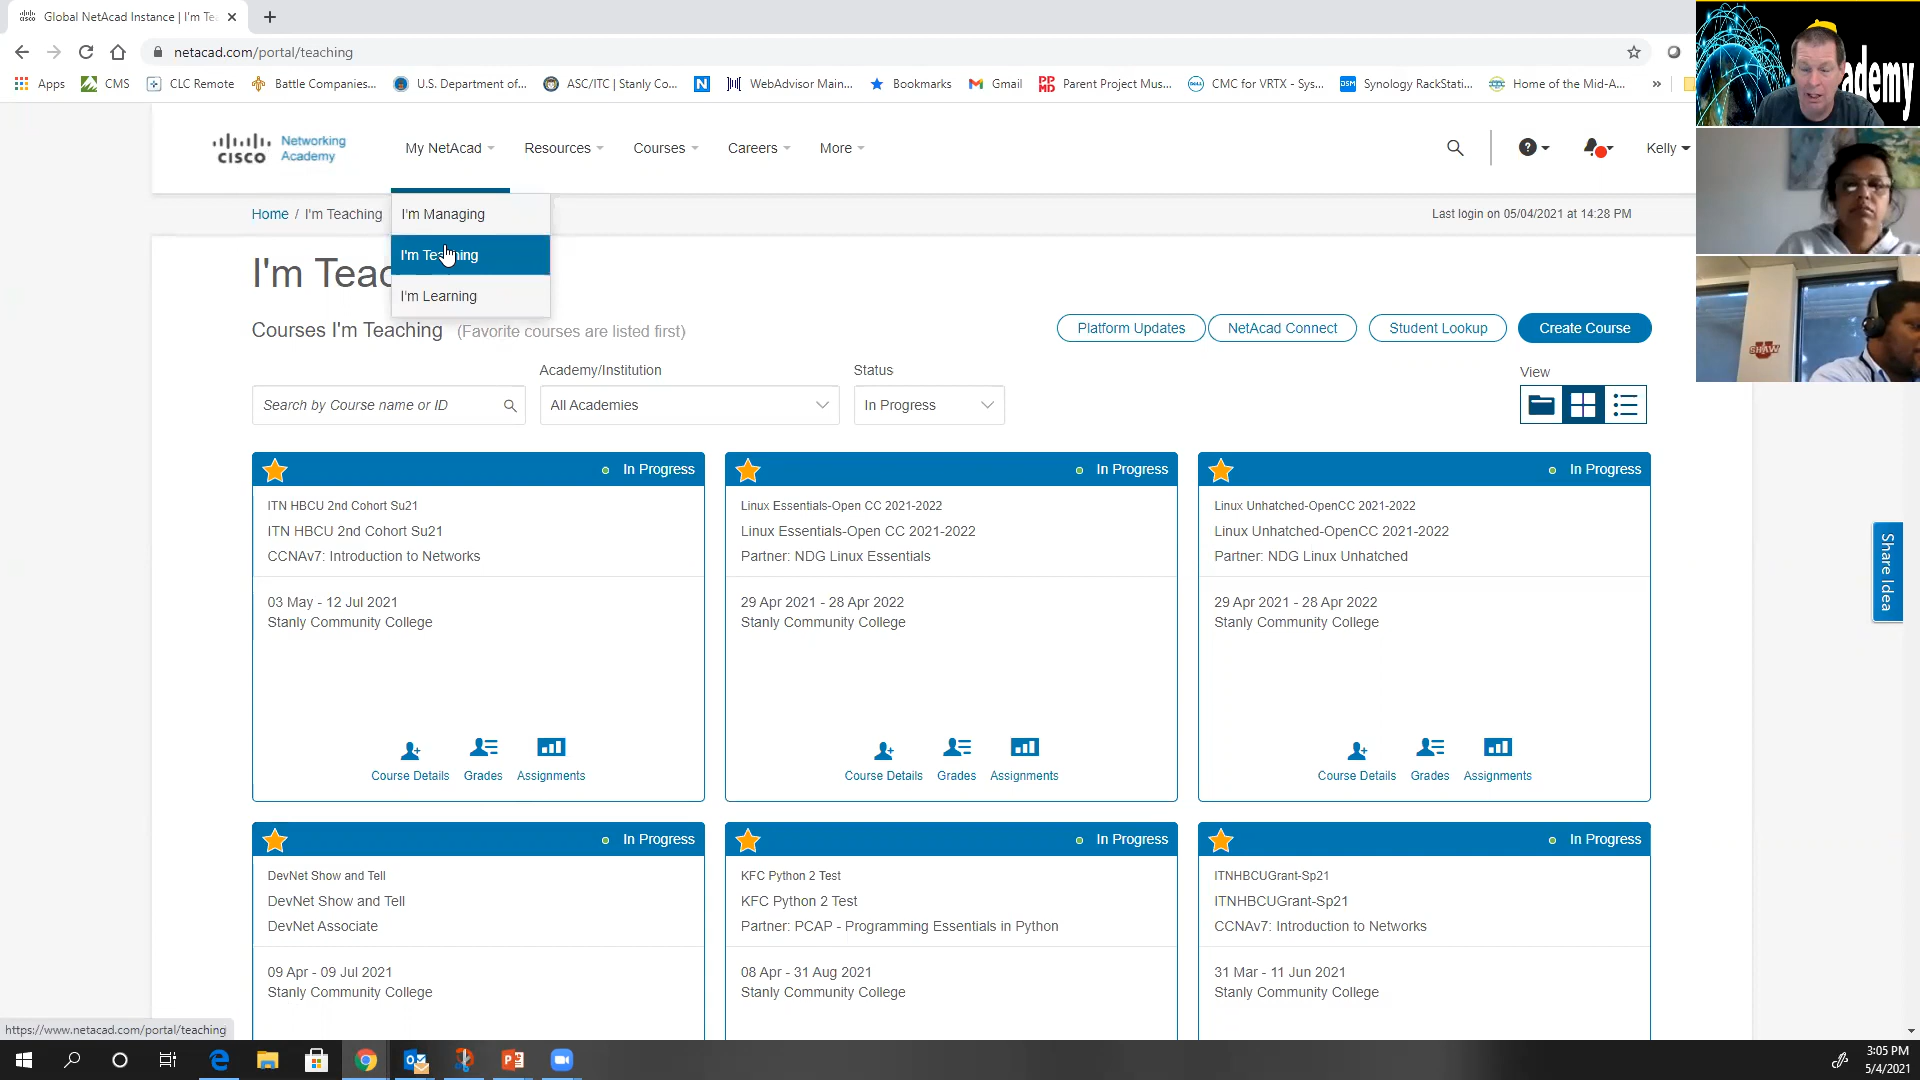 Global NetAcad Instance | I'm Te
netacad.com/portal/teaching
Apps CMS CLC Remote Battle Companies... U.S. Department of... ASC/ITC | Stanly Co... N WebAdvisor Main... Bookmarks Gmail Parent Project Mus... CMC for VRTX - Sys... DSM Synology RackStati... Home of the Mid-A... »
CISCO Networking Academy
My NetAcad Resources Courses Careers More
Kelly
Home / I'm Teaching
Last login on 05/04/2021 at 14:28 PM
I'm Managing
I'm Teaching
I'm Learning
I'm Teac
Courses I'm Teaching (Favorite courses are listed first)
Platform Updates NetAcad Connect Student Lookup Create Course
Academy/Institution Status View
Search by Course name or ID All Academies In Progress
In Progress
ITN HBCU 2nd Cohort Su21
ITN HBCU 2nd Cohort Su21
CCNAv7: Introduction to Networks
03 May - 12 Jul 2021
Stanly Community College
Course Details Grades Assignments
In Progress
Linux Essentials-Open CC 2021-2022
Linux Essentials-Open CC 2021-2022
Partner: NDG Linux Essentials
29 Apr 2021 - 28 Apr 2022
Stanly Community College
Course Details Grades Assignments
In Progress
Linux Unhatched-OpenCC 2021-2022
Linux Unhatched-OpenCC 2021-2022
Partner: NDG Linux Unhatched
29 Apr 2021 - 28 Apr 2022
Stanly Community College
Course Details Grades Assignments
In Progress
DevNet Show and Tell
DevNet Show and Tell
DevNet Associate
09 Apr - 09 Jul 2021
Stanly Community College
In Progress
KFC Python 2 Test
KFC Python 2 Test
Partner: PCAP - Programming Essentials in Python
08 Apr - 31 Aug 2021
Stanly Community College
In Progress
ITNHBCUGrant-Sp21
ITNHBCUGrant-Sp21
CCNAv7: Introduction to Networks
31 Mar - 11 Jun 2021
Stanly Community College
Share Idea
ademy
SHAW
https://www.netacad.com/portal/teaching
3:05 PM
5/4/2021